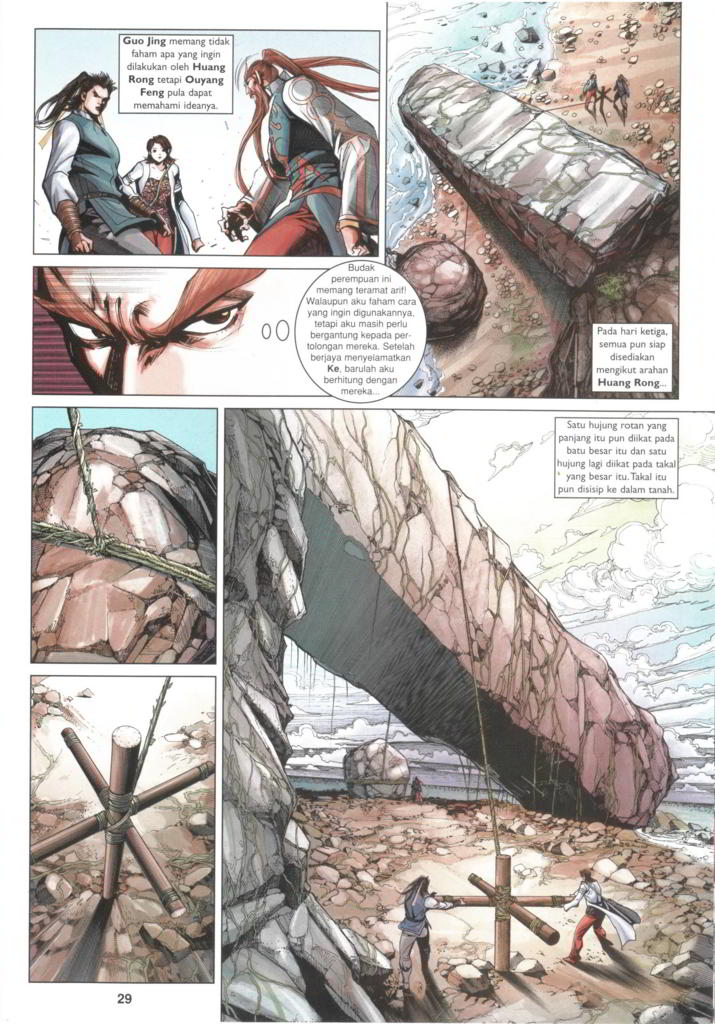 Guo Jing memang tidak
faham apa yang ingin
dilakukan oleh Huang
Rong tetapi Ouyang
Feng pula dapat
memahami ideanya.
Budak
perempuan ini
memang teramat arif!
Walaupun aku faham cara
yang ingin digunakannya,
tetapi aku masih perlu
bergantung kepada per-
tolongan mereka. Setelah
berjaya menyelamatkan
Ke, barulah aku
berhitung dengan
mereka...
Pada hari ketiga,
semua pun siap
disediakan
mengikut arahan
Huang Rong...
Satu hujung rotan yang
panjang itu pun diikat pada
batu besar itu dan satu
hujung lagi diikat pada takal
yang besar itu. Takal itu
pun disisip ke dalam tanah.
29